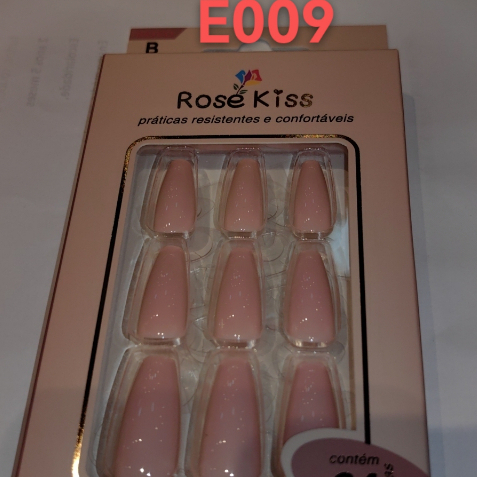 E009
B
Rose Kiss
práticas resistentes e confortáveis
contém